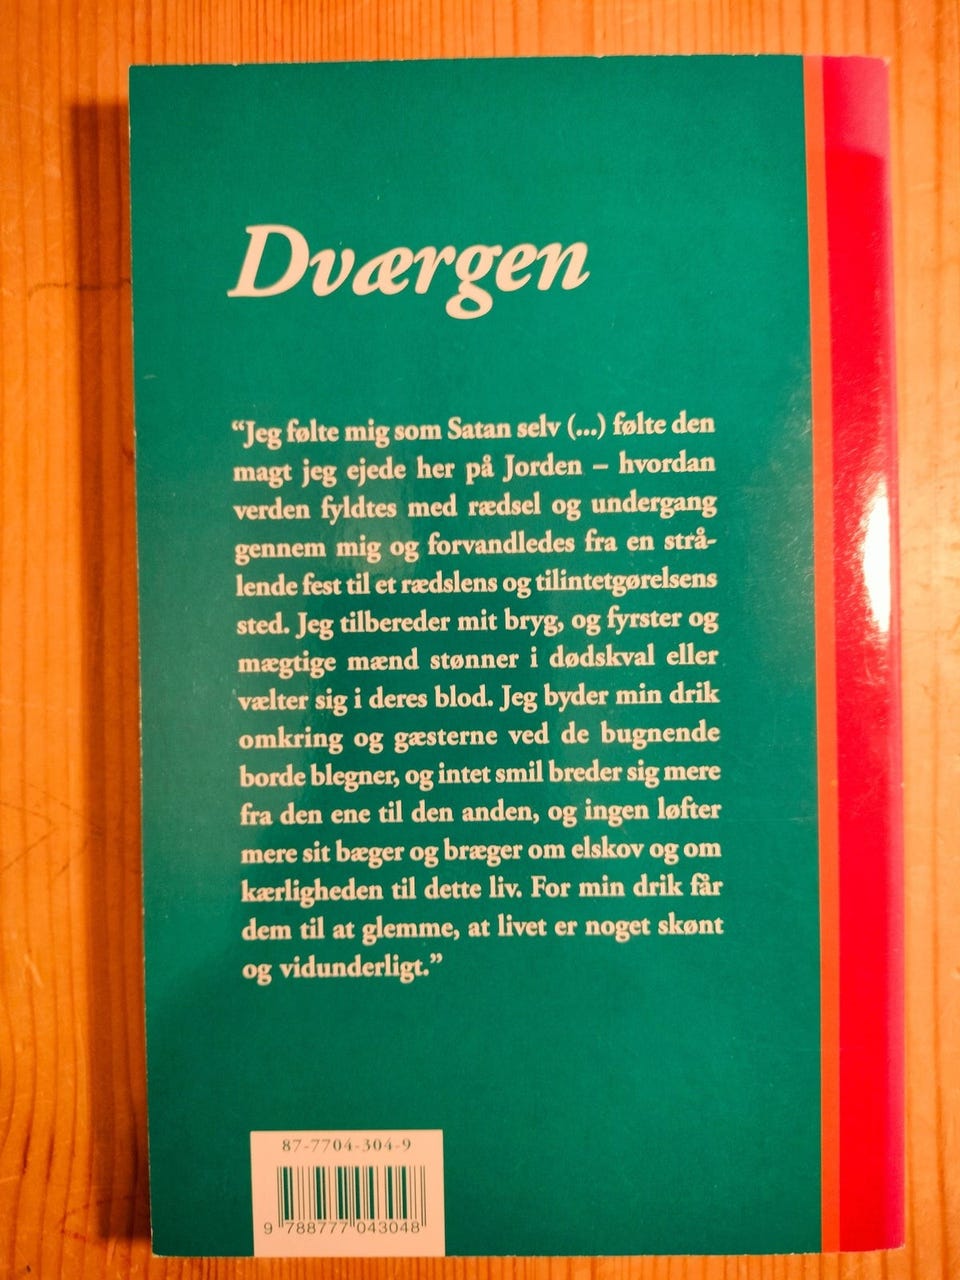 Dværgen
“Jeg følte mig som Satan selv (...) følte den
magt jeg ejede her på Jorden – hvordan
verden fyldtes med rædsel og undergang
gennem mig og forvandledes fra en strå-
lende fest til et rædslens og tilintetgørelsens
sted. Jeg tilbereder mit bryg, og fyrster og
mægtige mænd stønner i dødskval eller
vælter sig i deres blod. Jeg byder min drik
omkring og gæsterne ved de bugnende
borde blegner, og intet smil breder sig mere
fra den ene til den anden, og ingen løfter
mere sit bæger og bræger om elskov og om
kærligheden til dette liv. For min drik får
dem til at glemme, at livet er noget skønt
og vidunderligt.”
87-7704-304-9
9 788777 043048